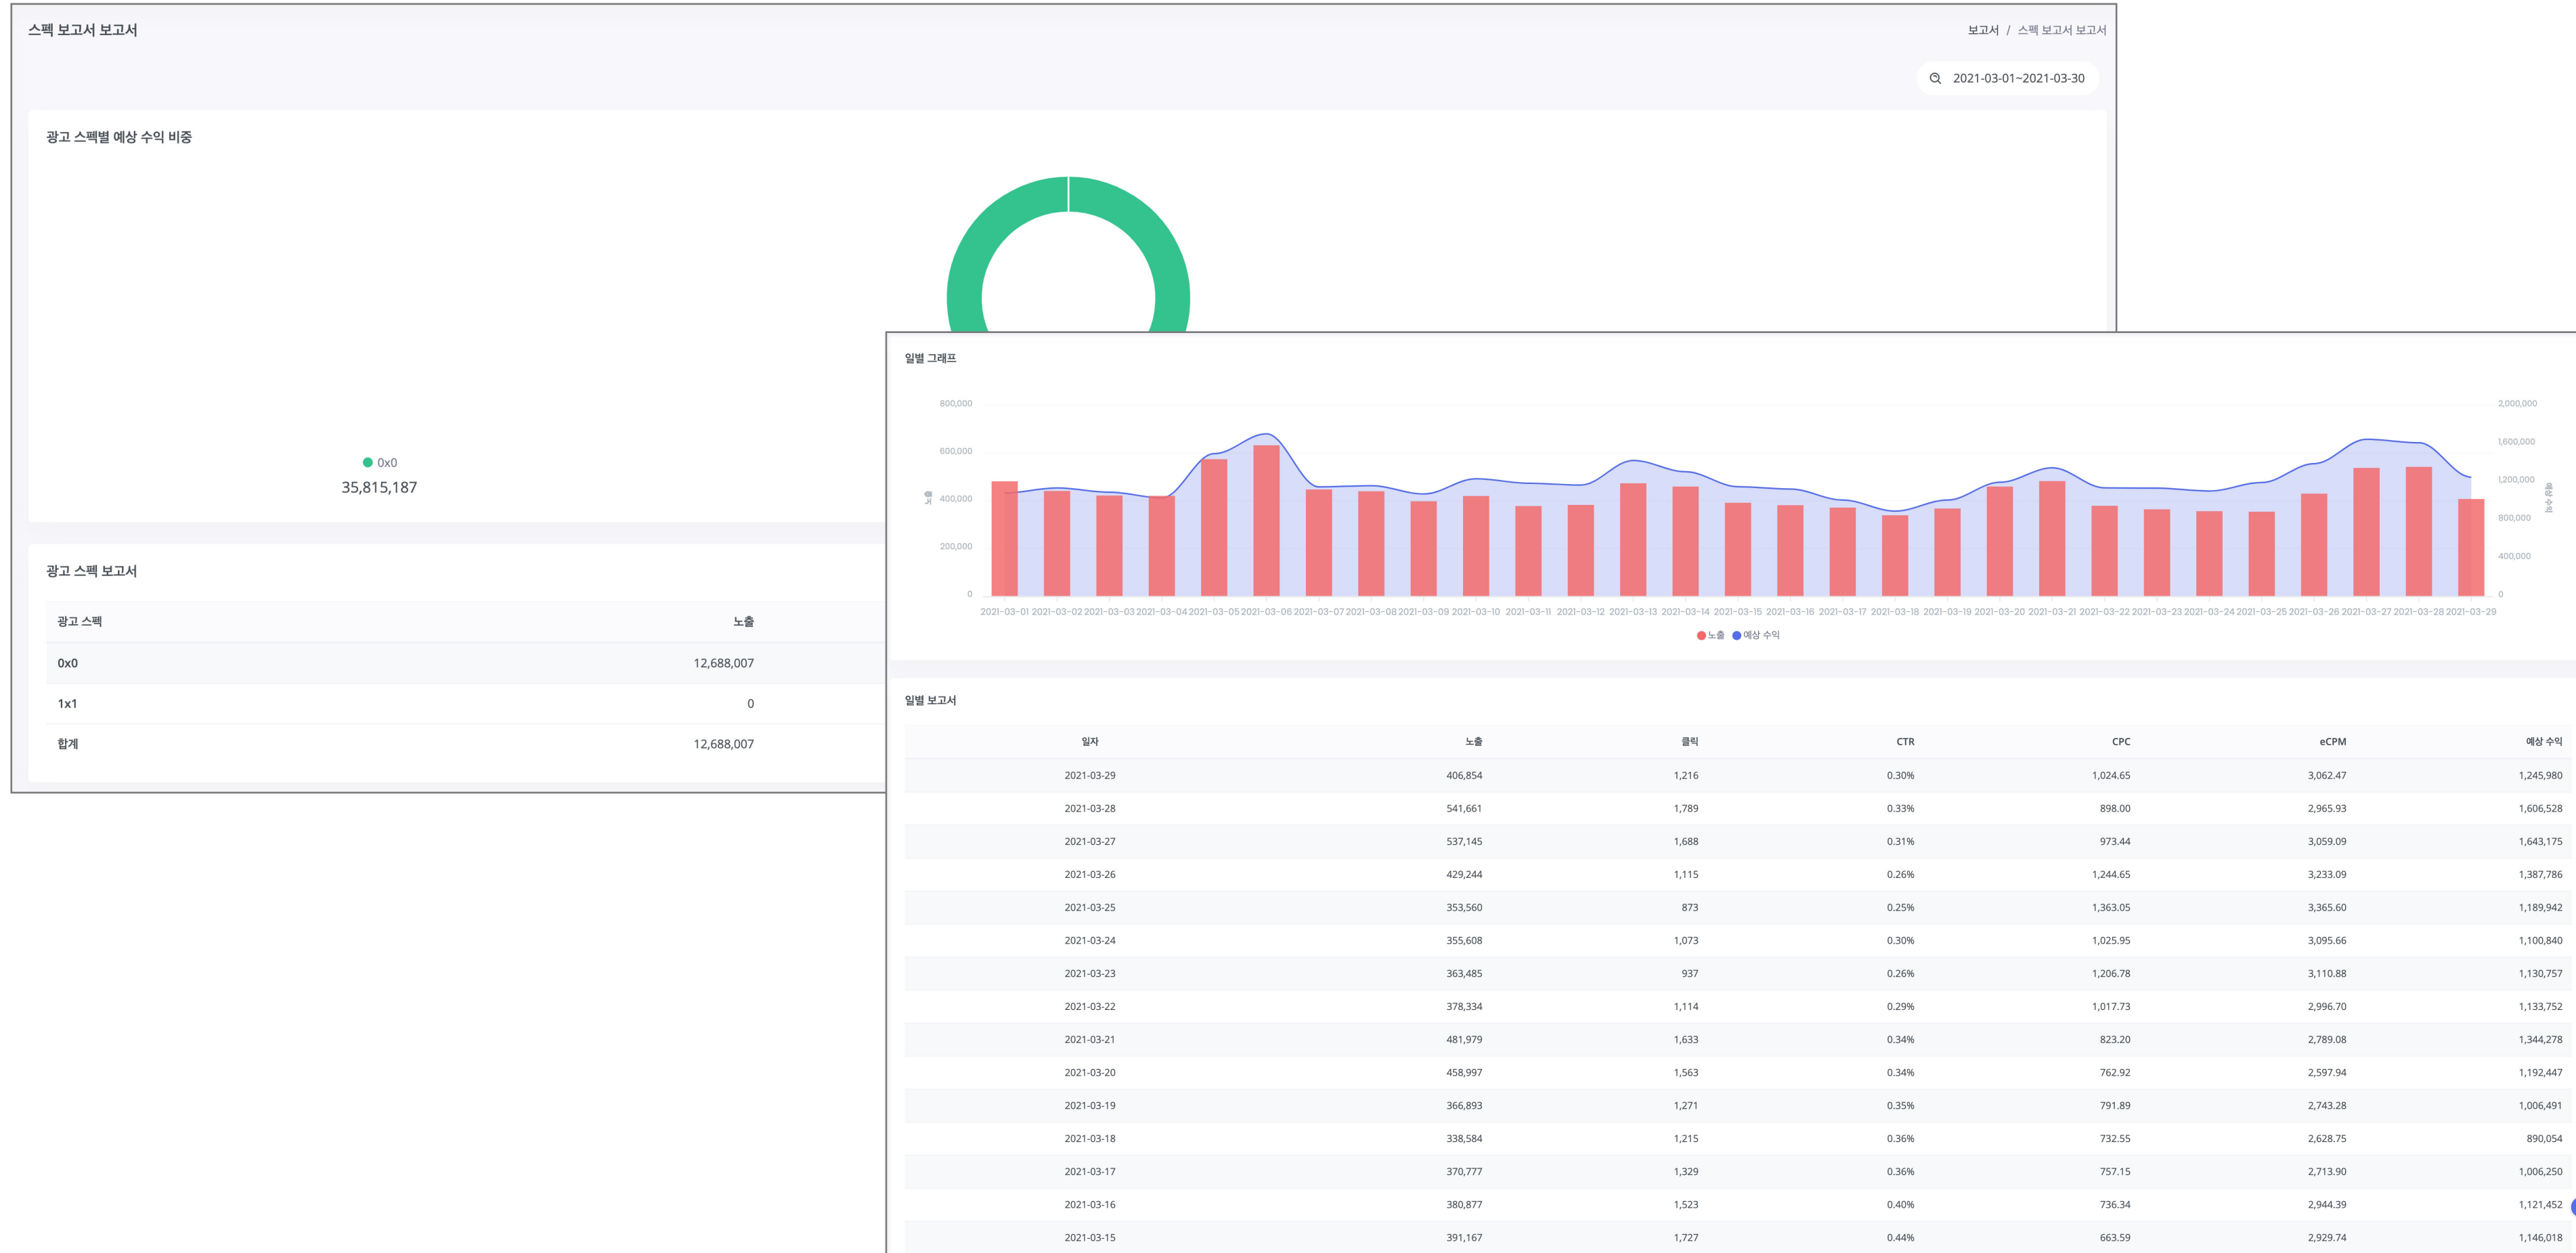 스펙 보고서 보고서
보고서 / 스펙 보고서 보고서
2021-03-01~2021-03-30
광고 스펙별 예상 수익 비중
0x0
35,815,187
광고 스펙 보고서
광고 스펙 노출
0x0 12,688,007
1x1 0
합계 12,688,007
일별 그래프
800,000 2,000,000
600,000 1,600,000
노출 400,000 1,200,000 예상 수익
800,000
200,000 400,000
0 0
2021-03-01 2021-03-02 2021-03-03 2021-03-04 2021-03-05 2021-03-06 2021-03-07 2021-03-08 2021-03-09 2021-03-10 2021-03-11 2021-03-12 2021-03-13 2021-03-14 2021-03-15 2021-03-16 2021-03-17 2021-03-18 2021-03-19 2021-03-20 2021-03-21 2021-03-22 2021-03-23 2021-03-24 2021-03-25 2021-03-26 2021-03-27 2021-03-28 2021-03-29
노출 예상 수익
일별 보고서
일자 노출 클릭 CTR CPC eCPM 예상 수익
2021-03-29 406,854 1,216 0.30% 1,024.65 3,062.47 1,245,980
2021-03-28 541,661 1,789 0.33% 898.00 2,965.93 1,606,528
2021-03-27 537,145 1,688 0.31% 973.44 3,059.09 1,643,175
2021-03-26 429,244 1,115 0.26% 1,244.65 3,233.09 1,387,786
2021-03-25 353,560 873 0.25% 1,363.05 3,365.60 1,189,942
2021-03-24 355,608 1,073 0.30% 1,025.95 3,095.66 1,100,840
2021-03-23 363,485 937 0.26% 1,206.78 3,110.88 1,130,757
2021-03-22 378,334 1,114 0.29% 1,017.73 2,996.70 1,133,752
2021-03-21 481,979 1,633 0.34% 823.20 2,789.08 1,344,278
2021-03-20 458,997 1,563 0.34% 762.92 2,597.94 1,192,447
2021-03-19 366,893 1,271 0.35% 791.89 2,743.28 1,006,491
2021-03-18 338,584 1,215 0.36% 732.55 2,628.75 890,054
2021-03-17 370,777 1,329 0.36% 757.15 2,713.90 1,006,250
2021-03-16 380,877 1,523 0.40% 736.34 2,944.39 1,121,452
2021-03-15 391,167 1,727 0.44% 663.59 2,929.74 1,146,018